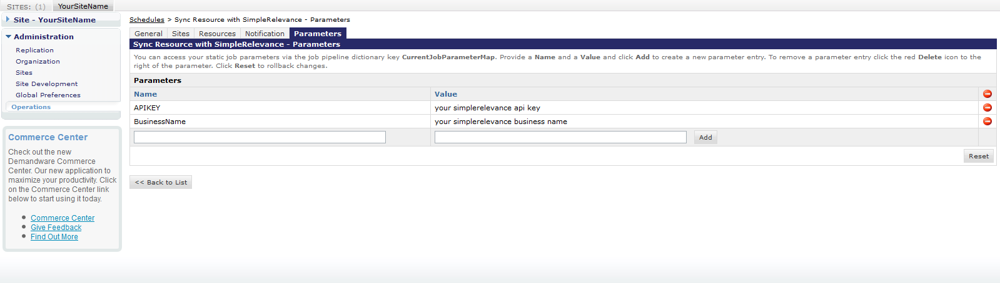 SITES: (1) YourSiteName
Site - YourSiteName
Administration
Replication
Organization
Sites
Site Development
Global Preferences
Operations
Commerce Center
Check out the new
Demandware Commerce
Center. Our new application to
maximize your productivity. Click
on the Commerce Center link
below to start using it today.
Commerce Center
Give Feedback
Find Out More
Schedules > Sync Resource with SimpleRelevance - Parameters
General Sites Resources Notification Parameters
Sync Resource with SimpleRelevance - Parameters
You can access your static job parameters via the job pipeline dictionary key CurrentJobParameterMap. Provide a Name and a Value and click Add to create a new parameter entry. To remove a parameter entry click the red Delete icon to the
right of the parameter. Click Reset to rollback changes.
Parameters
Name Value
APIKEY your simplerelevance api key
BusinessName your simplerelevance business name
Add
Reset
<< Back to List